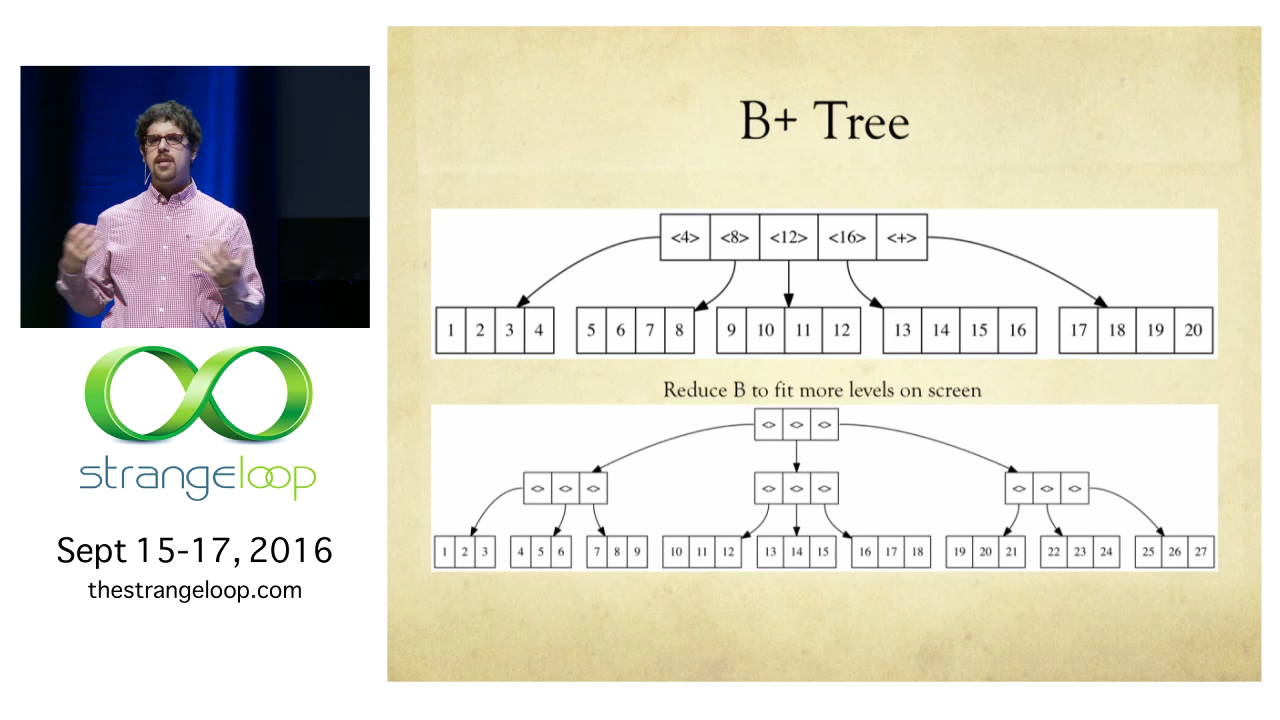 B+ Tree
<4> <8> <12> <16> <+>
1 2 3 4 5 6 7 8 9 10 11 12 13 14 15 16 17 18 19 20
Reduce B to fit more levels on screen
<> <> <>
<> <> <> <> <> <> <> <> <>
1 2 3 4 5 6 7 8 9 10 11 12 13 14 15 16 17 18 19 20 21 22 23 24 25 26 27
strangeloop
Sept 15-17, 2016
thestrangeloop.com